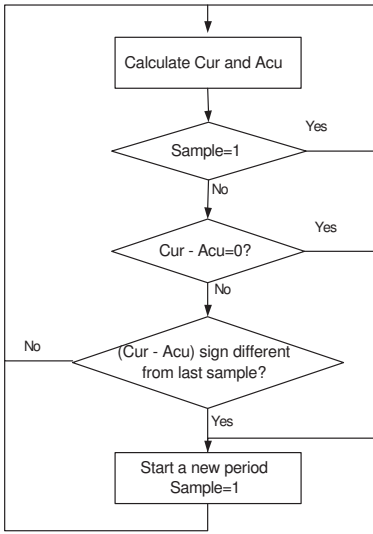 Calculate Cur and Acu
Sample=1
Yes
No
Cur - Acu=0?
Yes
No
(Cur - Acu) sign different
from last sample?
No
Yes
Start a new period
Sample=1